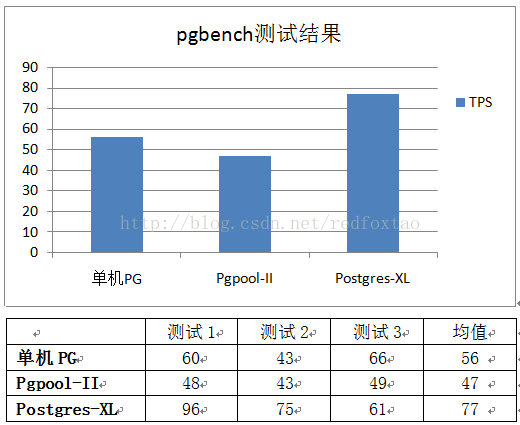 pgbench测试结果
90
80
70
60
50
40
30
20
10
0
TPS
http://blog.csdn.net/redfoxtao
单机PG Pgpool-II Postgres-XL
测试1 测试2 测试3 均值
单机PG 60 43 66 56
Pgpool-II 48 43 49 47
Postgres-XL 96 75 61 77